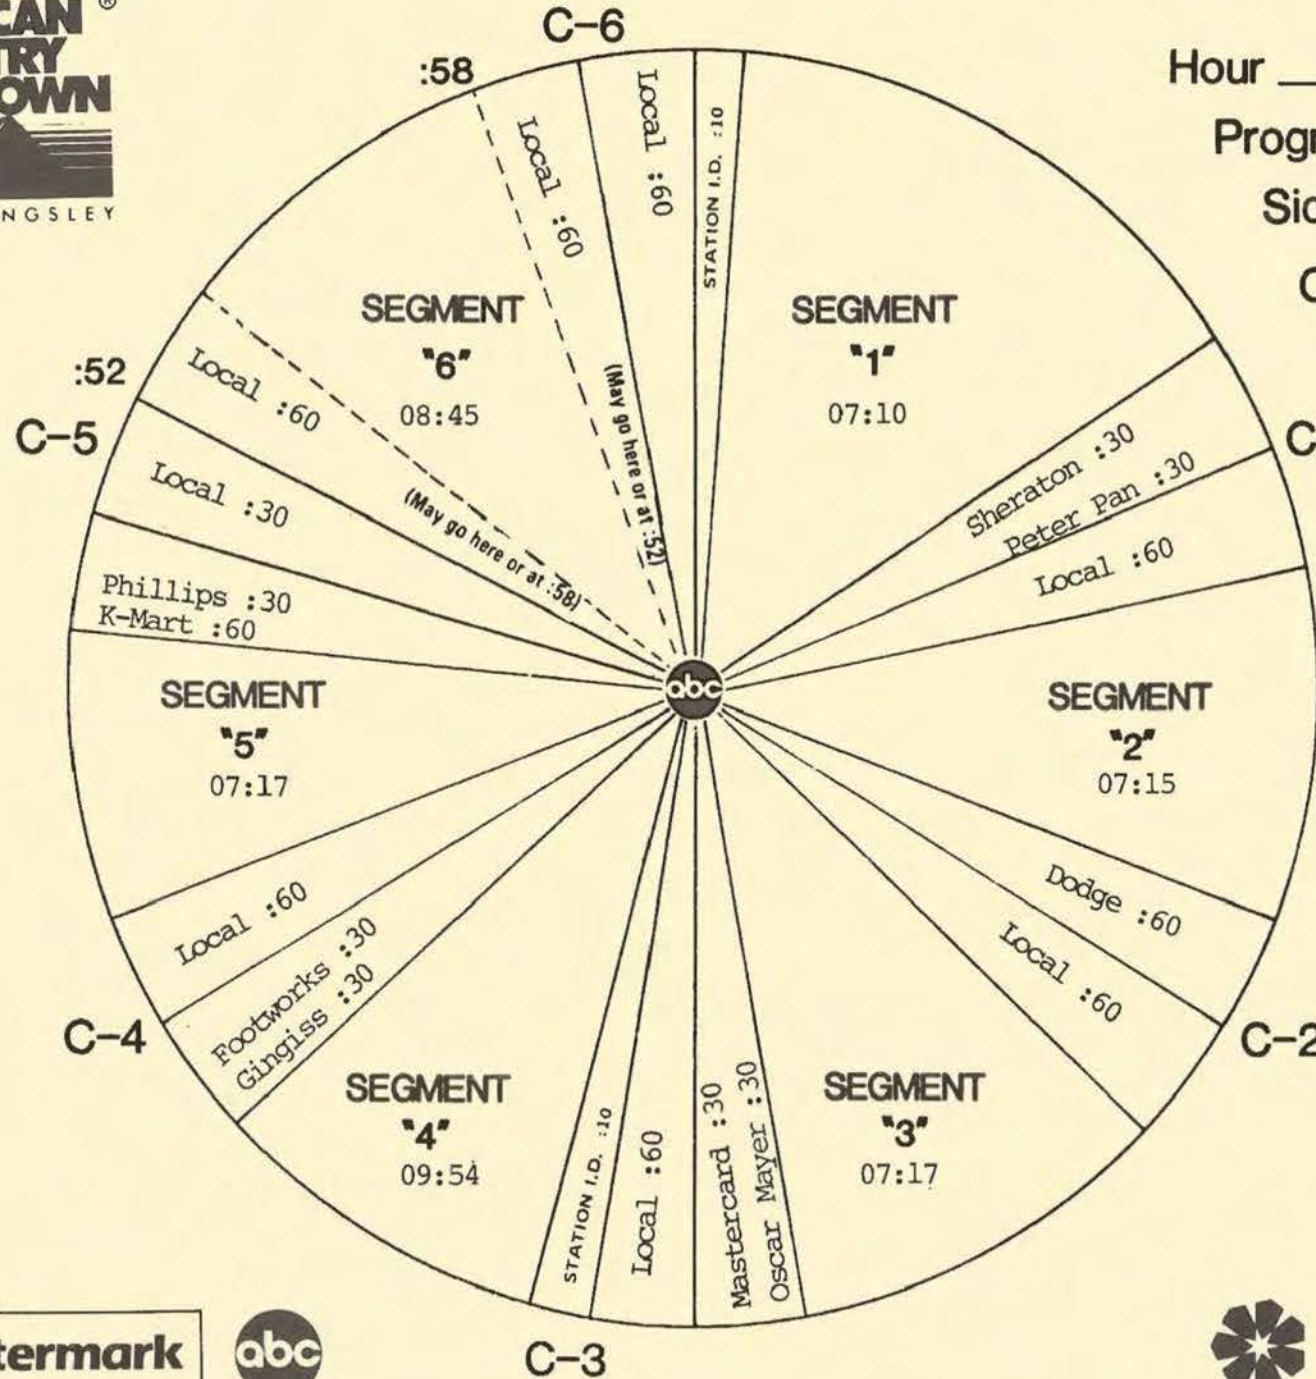 CAN ®
TRY
OWN
NGSLEY
Hour
C-6
:58
Local :60
Local :60
STATION I.D. :10
(May go here or at :52)
SEGMENT
"1"
07:10
Sheraton :30
Peter Pan :30
Local :60
SEGMENT
"2"
07:15
Dodge :60
C-2
Local :60
SEGMENT
"3"
07:17
Mastercard :30
Oscar Mayer :30
C-3
Local :60
STATION I.D. :10
SEGMENT
"4"
09:54
Footworks :30
Gingiss :30
C-4
Local :60
SEGMENT
"5"
07:17
Phillips :30
K-Mart :60
Local :30
C-5
:52
Local :60
(May go here or at :58)
SEGMENT
"6"
08:45
abc
termark
abc